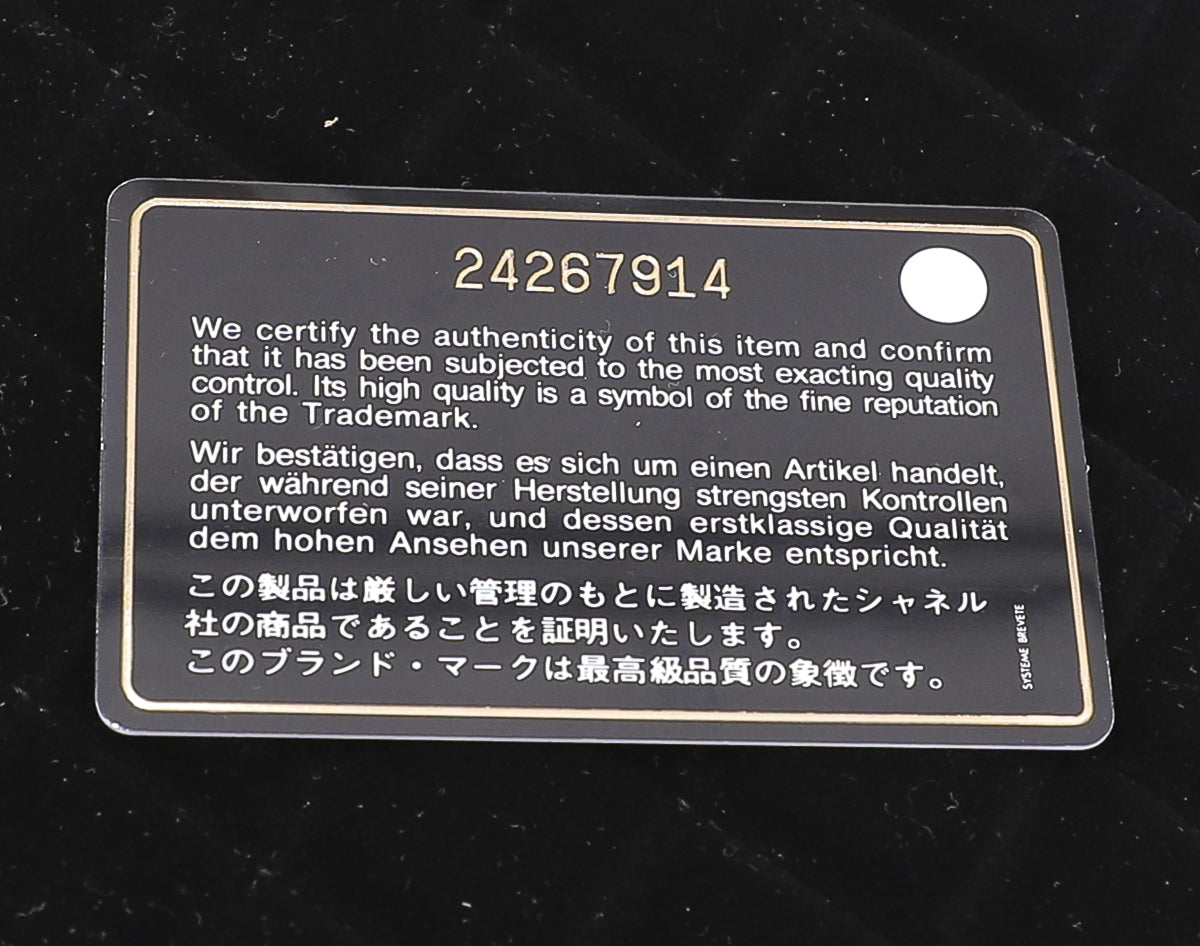 24267914
We certify the authenticity of this item and confirm
that it has been subjected to the most exacting quality
control. Its high quality is a symbol of the fine reputation
of the Trademark.
Wir bestätigen, dass es sich um einen Artikel handelt,
der während seiner Herstellung strengsten Kontrollen
unterworfen war, und dessen erstklassige Qualität
dem hohen Ansehen unserer Marke entspricht.
この製品は厳しい管理のもとに製造されたシャネル
社の商品であることを証明いたします。
このブランド・マークは最高級品質の象徴です。
SYSTEME BREVETE